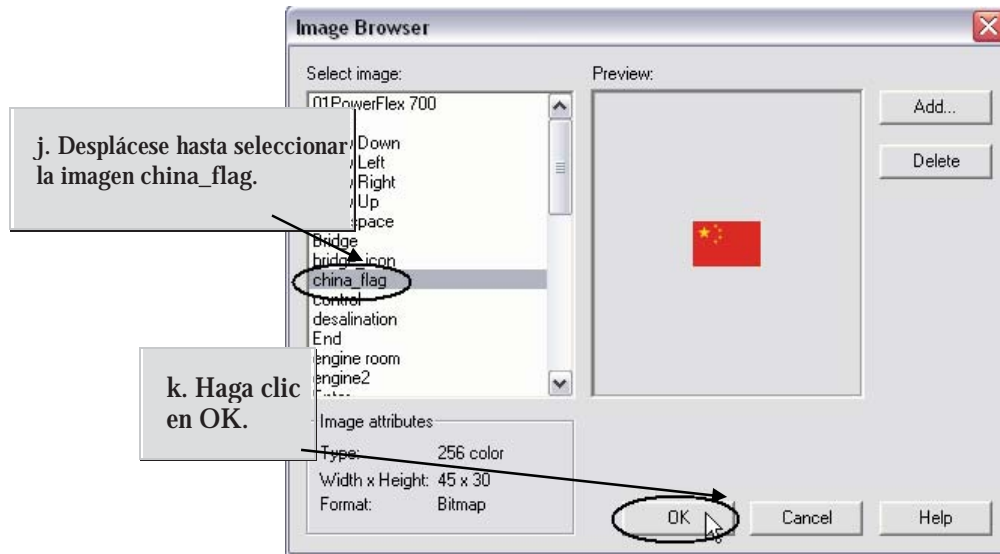 Image Browser
Select image:
Preview:
01PowerFlex 700
Down
Left
Right
Up
space
Bridge
bridge_icon
china_flag
control
desalination
End
engine room
engine2
Add...
Delete
j. Desplácese hasta seleccionar
la imagen china_flag.
k. Haga clic
en OK.
Image attributes
Type: 256 color
Width x Height: 45 x 30
Format: Bitmap
OK
Cancel
Help